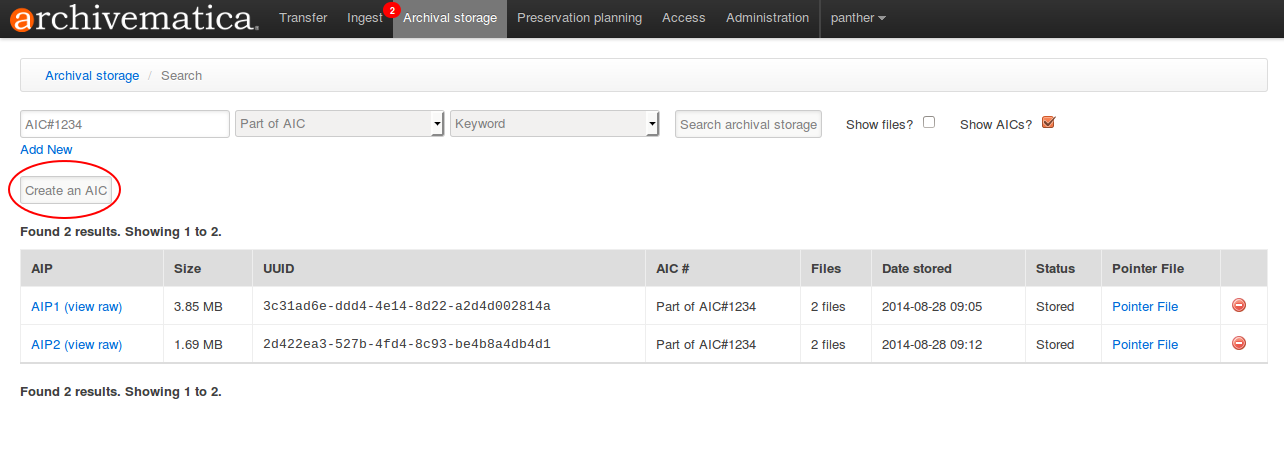 archivematica. Transfer Ingest 2 Archival storage Preservation planning Access Administration panther
Archival storage / Search
AIC#1234 Part of AIC Keyword Search archival storage Show files? Show AICs?
Add New
Create an AIC
Found 2 results. Showing 1 to 2.
AIP Size UUID AIC # Files Date stored Status Pointer File
AIP1 (view raw) 3.85 MB 3c31ad6e-ddd4-4e14-8d22-a2d4d002814a Part of AIC#1234 2 files 2014-08-28 09:05 Stored Pointer File
AIP2 (view raw) 1.69 MB 2d422ea3-527b-4fd4-8c93-be4b8a4db4d1 Part of AIC#1234 2 files 2014-08-28 09:12 Stored Pointer File
Found 2 results. Showing 1 to 2.